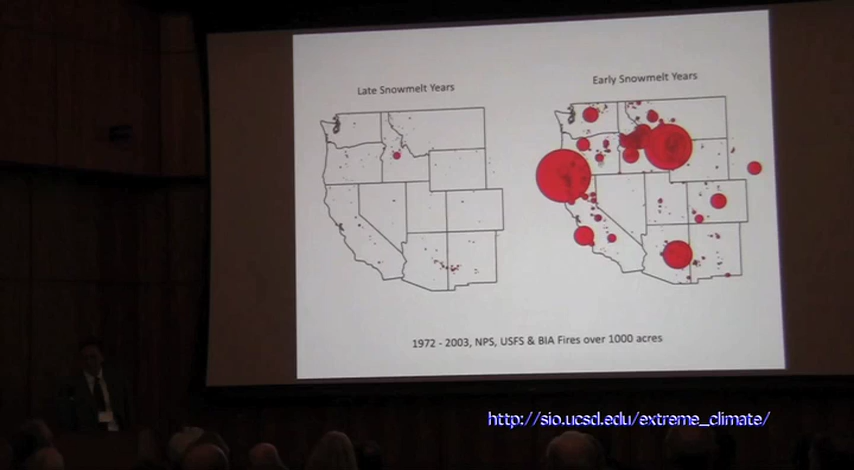 Late Snowmelt Years
Early Snowmelt Years
1972 - 2003, NPS, USFS & BIA Fires over 1000 acres
http://sio.ucsd.edu/extreme_climate/